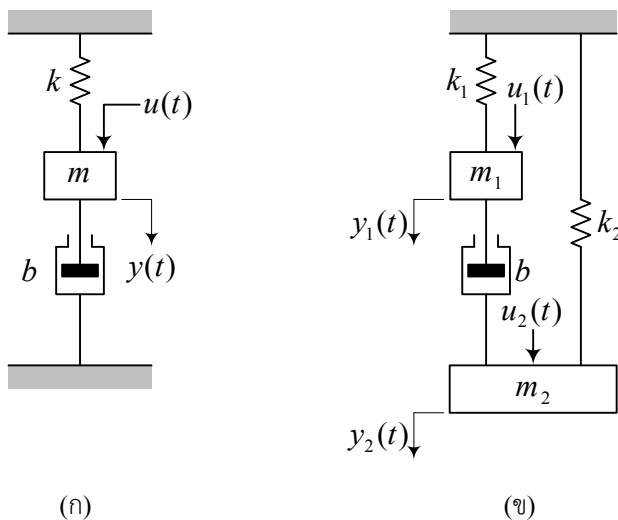 k
u(t)
m
y(t)
b
(ก)
k₁
u₁(t)
m₁
y₁(t)
k₂
b
u₂(t)
m₂
y₂(t)
(ข)